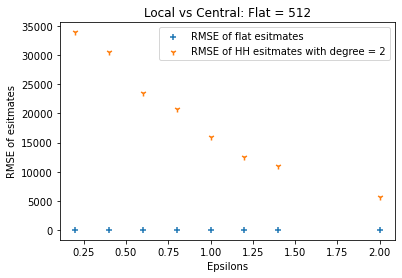 Local vs Central: Flat = 512
RMSE of flat esitmates
RMSE of HH esitmates with degree = 2
RMSE of esitmates
35000
30000
25000
20000
15000
10000
5000
0
0.25 0.50 0.75 1.00 1.25 1.50 1.75 2.00
Epsilons